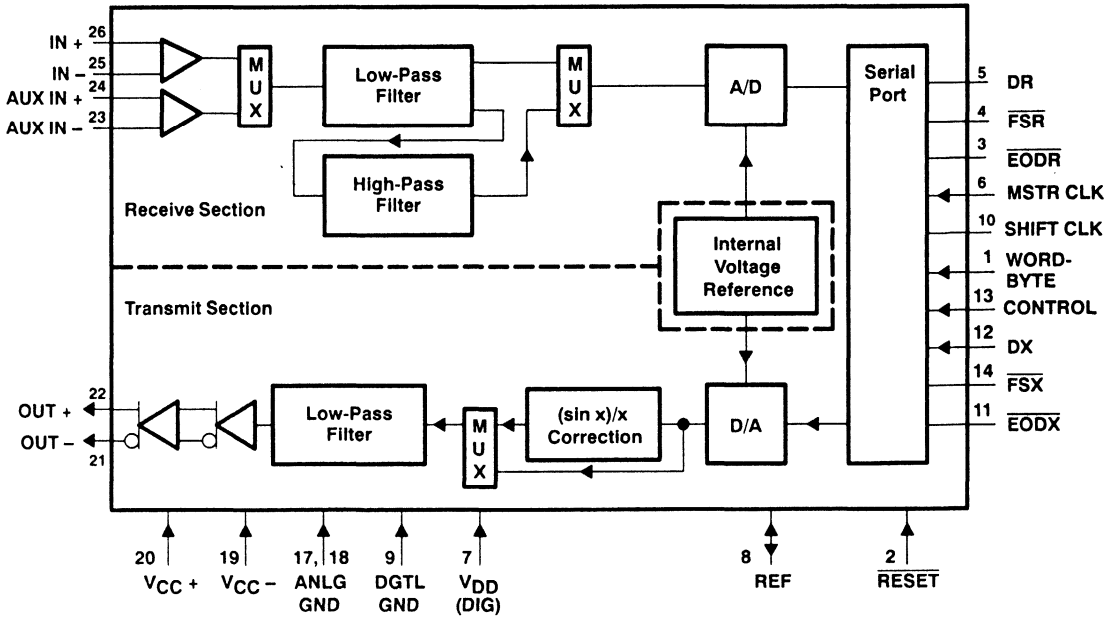 IN +
26
IN −
25
AUX IN +
24
AUX IN −
23
M
U
X
Low-Pass
Filter
High-Pass
Filter
M
U
X
A/D
Serial
Port
5
DR
4
FSR
3
EODR
6
MSTR CLK
10
SHIFT CLK
1
WORD-
BYTE
13
CONTROL
12
DX
14
FSX
11
EODX
Receive Section
Internal
Voltage
Reference
Transmit Section
OUT +
22
OUT −
21
Low-Pass
Filter
M
U
X
(sin x)/x
Correction
D/A
20
VCC +
19
VCC −
17, 18
ANLG
GND
9
DGTL
GND
7
VDD
(DIG)
8
REF
2
RESET